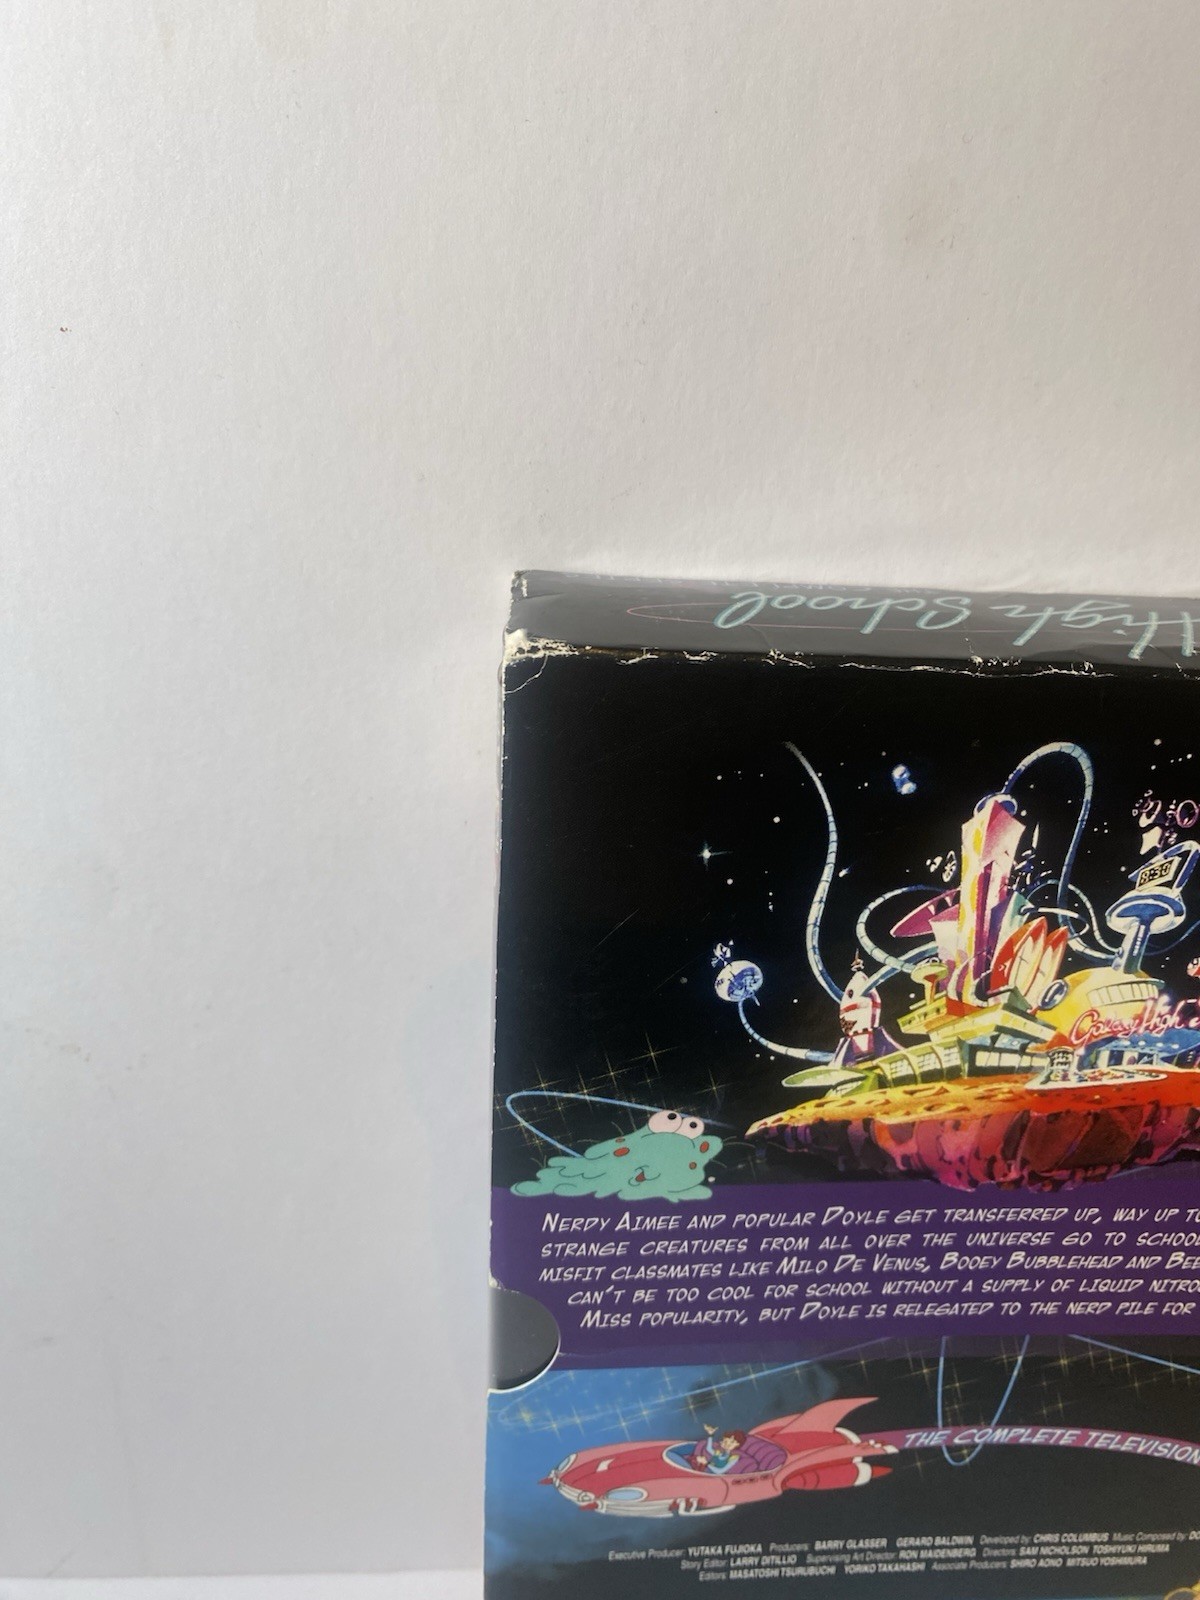 High School
8:30
Galaxy High
NERDY AIMEE AND POPULAR DOYLE GET TRANSFERRED UP, WAY UP
STRANGE CREATURES FROM ALL OVER THE UNIVERSE GO TO SCHOOL
MISFIT CLASSMATES LIKE MILO DE VENUS, BOOEY BUBBLEHEAD AND
CAN'T BE TOO COOL FOR SCHOOL WITHOUT A SUPPLY OF LIQUID
MISS POPULARITY, BUT DOYLE IS RELEGATED TO THE NERD PILE FOR
THE COMPLETE TELEVISION
Executive Producer: YUTAKA FUJIOKA Producers: BARRY GLASSER GERARD BALDWIN Developed by: CHRIS COLUMBUS Music Composed by:
Story Editor: LARRY DITILLIO Supervising Art Director: RON MAIDENBERG Directors: SAM NICHOLSON TOSHIYUKI HIRUMA
Editors: MASATOSHI TSURUBUCHI YORIKO TAKAHASHI Associate Producers: SHIRO AONO MITSUO YOSHIMURA